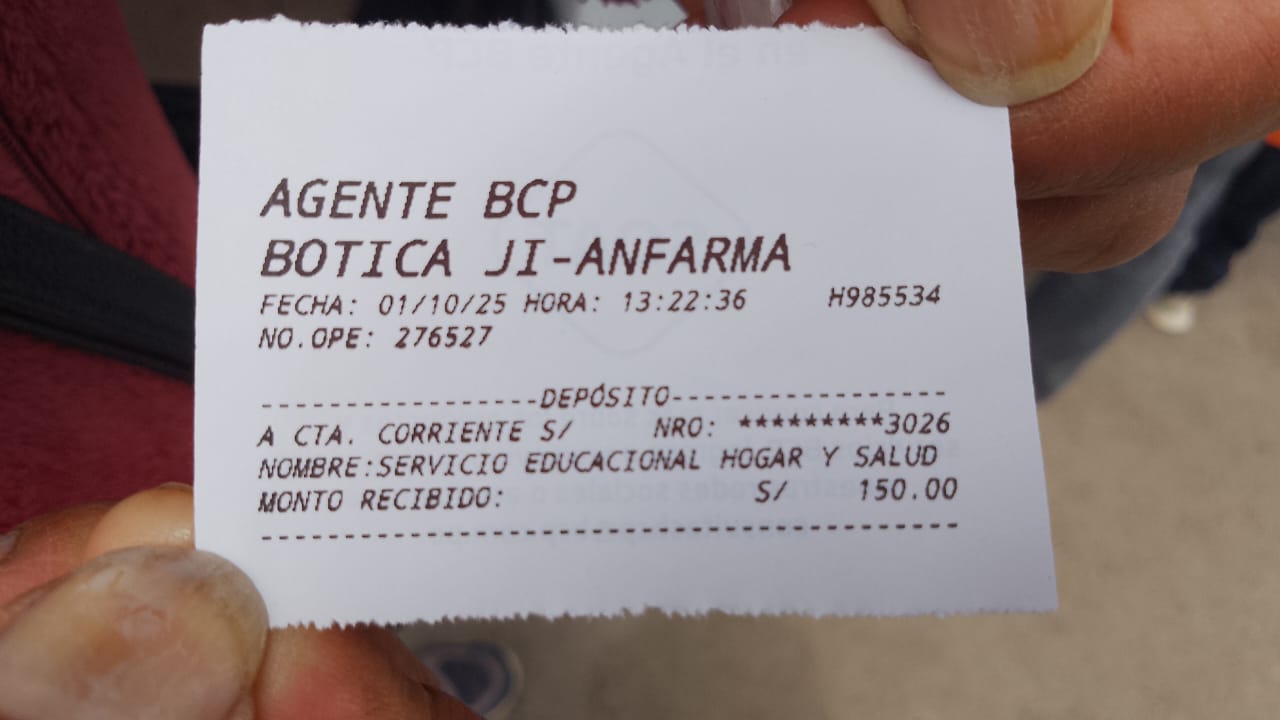 AGENTE BCP
BOTICA JI-ANFARMA
FECHA: 01/10/25 HORA: 13:22:36 H985534
NO.OPE: 276527
-----------------DEPÓSITO-----------------
A CTA. CORRIENTE S/ NRO: *********3026
NOMBRE:SERVICIO EDUCACIONAL HOGAR Y SALUD
MONTO RECIBIDO: S/ 150.00
------------------------------------------